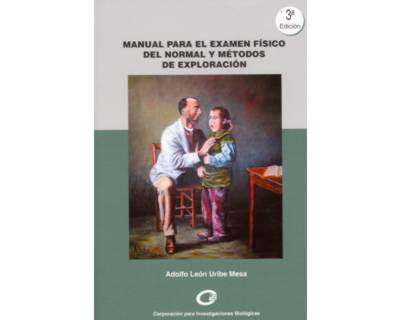 3ª
Edición
MANUAL PARA EL EXAMEN FÍSICO
DEL NORMAL Y MÉTODOS
DE EXPLORACIÓN
Adolfo León Uribe Mesa
Corporación para Investigaciones Biológicas